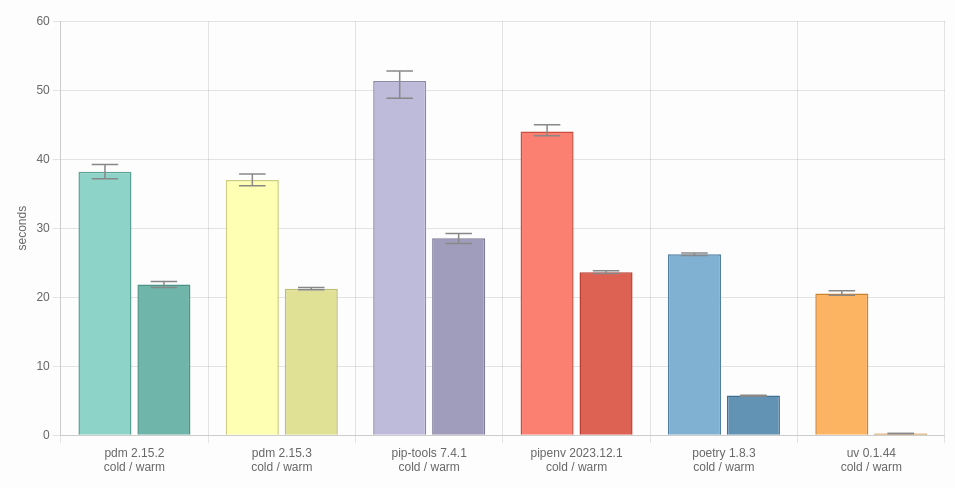 60
50
40
30
20
10
0
seconds
pdm 2.15.2
cold / warm
pdm 2.15.3
cold / warm
pip-tools 7.4.1
cold / warm
pipenv 2023.12.1
cold / warm
poetry 1.8.3
cold / warm
uv 0.1.44
cold / warm